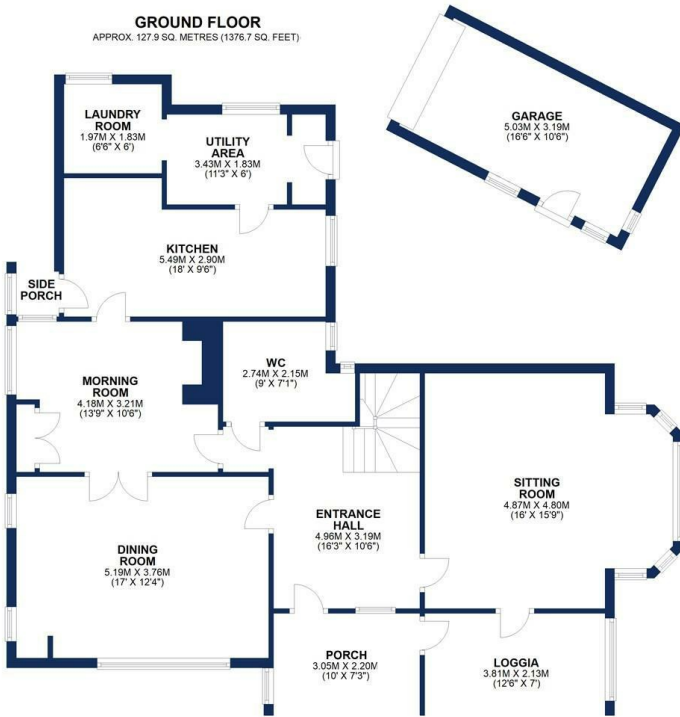 GROUND FLOOR
APPROX. 127.9 SQ. METRES (1376.7 SQ. FEET)
LAUNDRY
ROOM
1.97M X 1.83M
(6'6" X 6')
UTILITY
AREA
3.43M X 1.83M
(11'3" X 6')
GARAGE
5.03M X 3.19M
(16'6" X 10'6")
KITCHEN
5.49M X 2.90M
(18' X 9'6")
SIDE
PORCH
MORNING
ROOM
4.18M X 3.21M
(13'9" X 10'6")
WC
2.74M X 2.15M
(9' X 7'1")
SITTING
ROOM
4.87M X 4.80M
(16' X 15'9")
ENTRANCE
HALL
4.96M X 3.19M
(16'3" X 10'6")
DINING
ROOM
5.19M X 3.76M
(17' X 12'4")
PORCH
3.05M X 2.20M
(10' X 7'3")
LOGGIA
3.81M X 2.13M
(12'6" X 7')